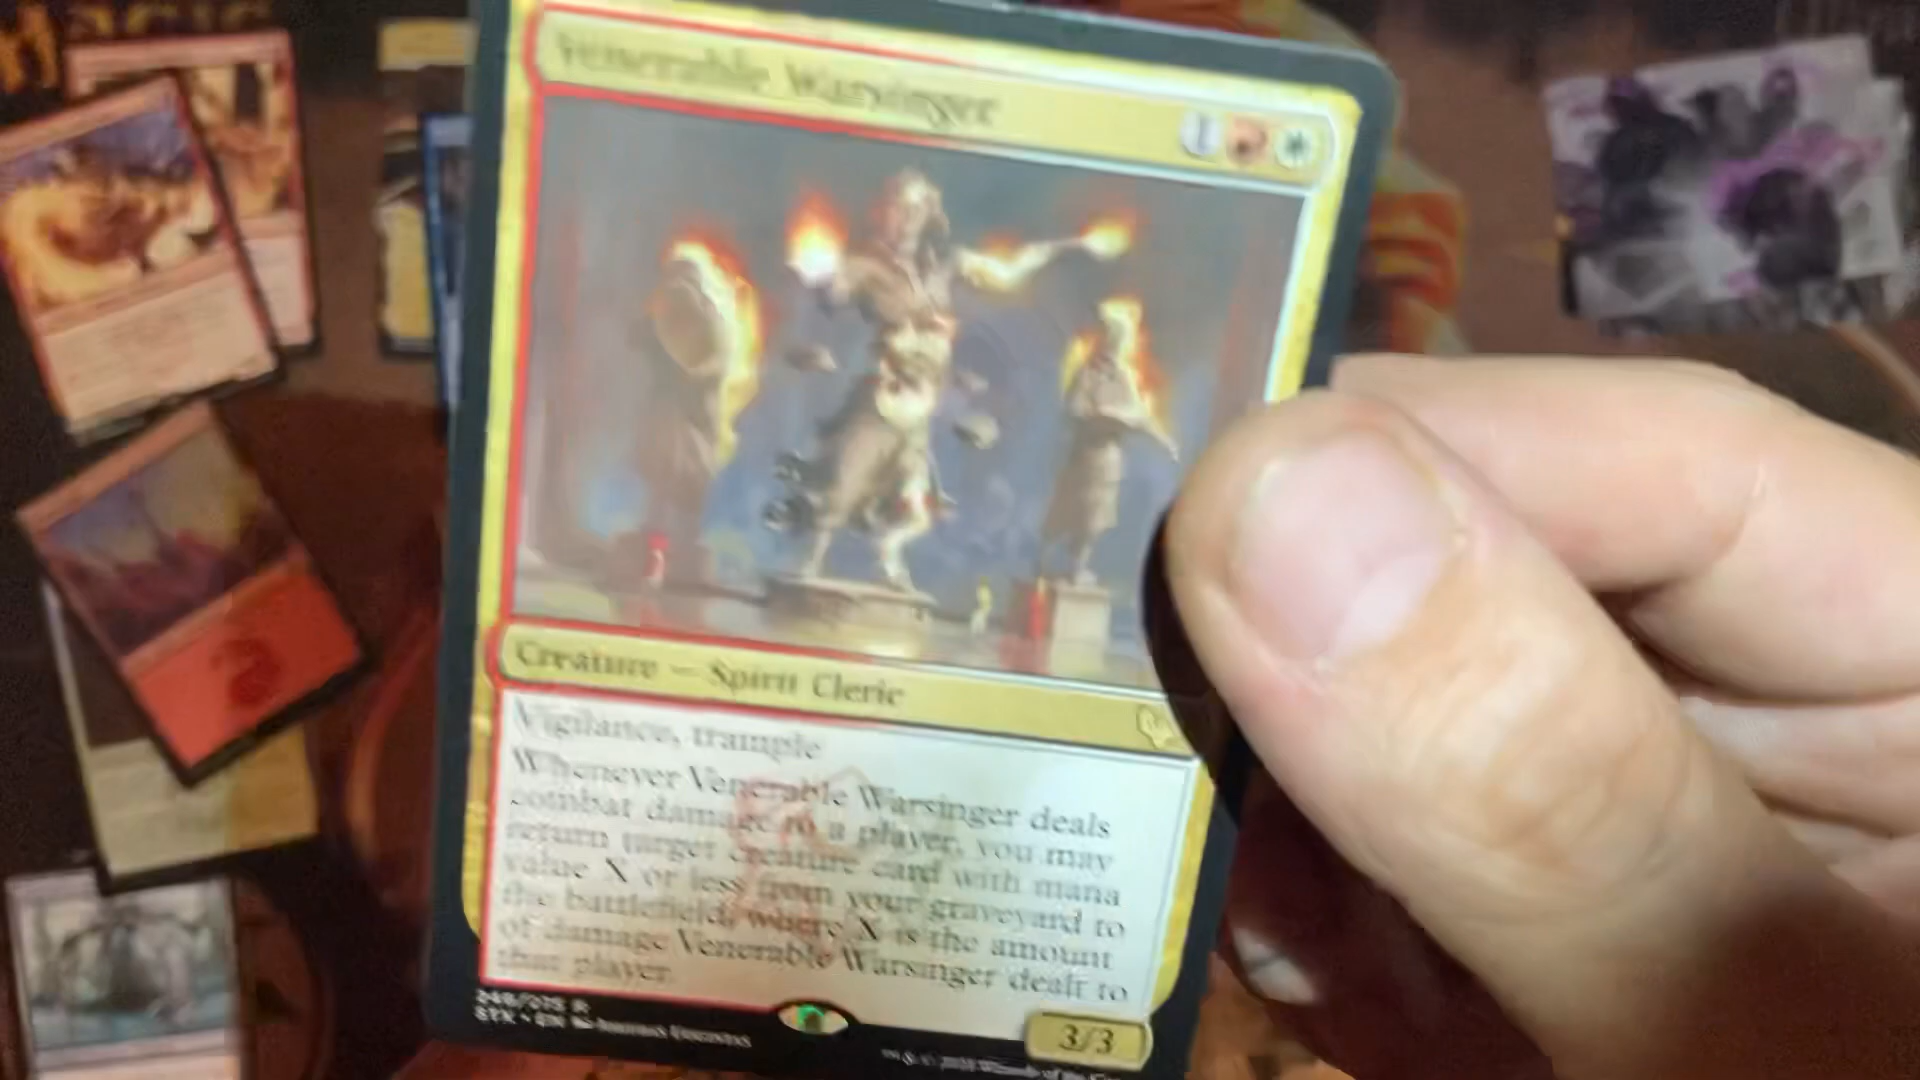 Venerable Warsinger
1
Creature — Spirit Cleric
Vigilance, trample
Whenever Venerable Warsinger deals
combat damage to a player, you may
return target creature card with mana
value X or less from your graveyard to
the battlefield, where X is the amount
of damage Venerable Warsinger dealt to
that player.
R
STX • EN
3/3